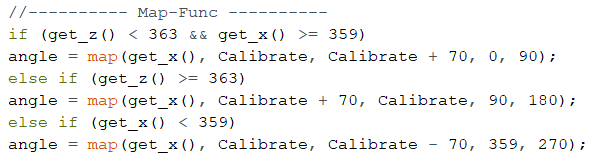 //---------- Map-Func ----------
if (get_z() < 363 && get_x() >= 359)
angle = map(get_x(), Calibrate, Calibrate + 70, 0, 90);
else if (get_z() >= 363)
angle = map(get_x(), Calibrate + 70, Calibrate, 90, 180);
else if (get_x() < 359)
angle = map(get_x(), Calibrate, Calibrate - 70, 359, 270);